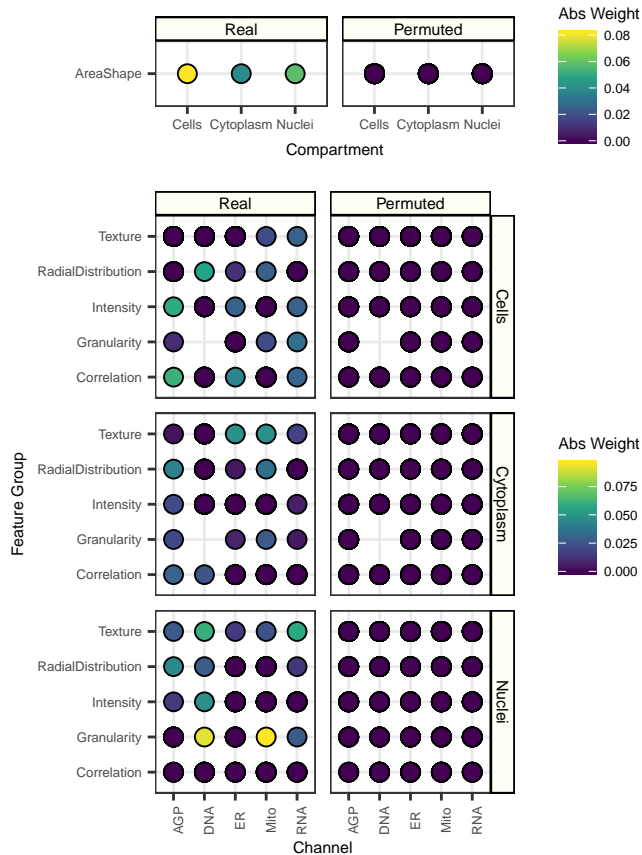 Abs Weight
Real Permuted
0.08
0.06
AreaShape
0.04
0.02
0.00
Cells Cytoplasm Nuclei Cells Cytoplasm Nuclei
Compartment
Real Permuted
Texture
RadialDistribution
Intensity
Granularity
Correlation
Cells
Texture
RadialDistribution
Intensity
Granularity
Correlation
Cytoplasm
Texture
RadialDistribution
Intensity
Granularity
Correlation
Nuclei
Feature Group
Abs Weight
0.075
0.050
0.025
0.000
AGP DNA ER Mito RNA AGP DNA ER Mito RNA
Channel